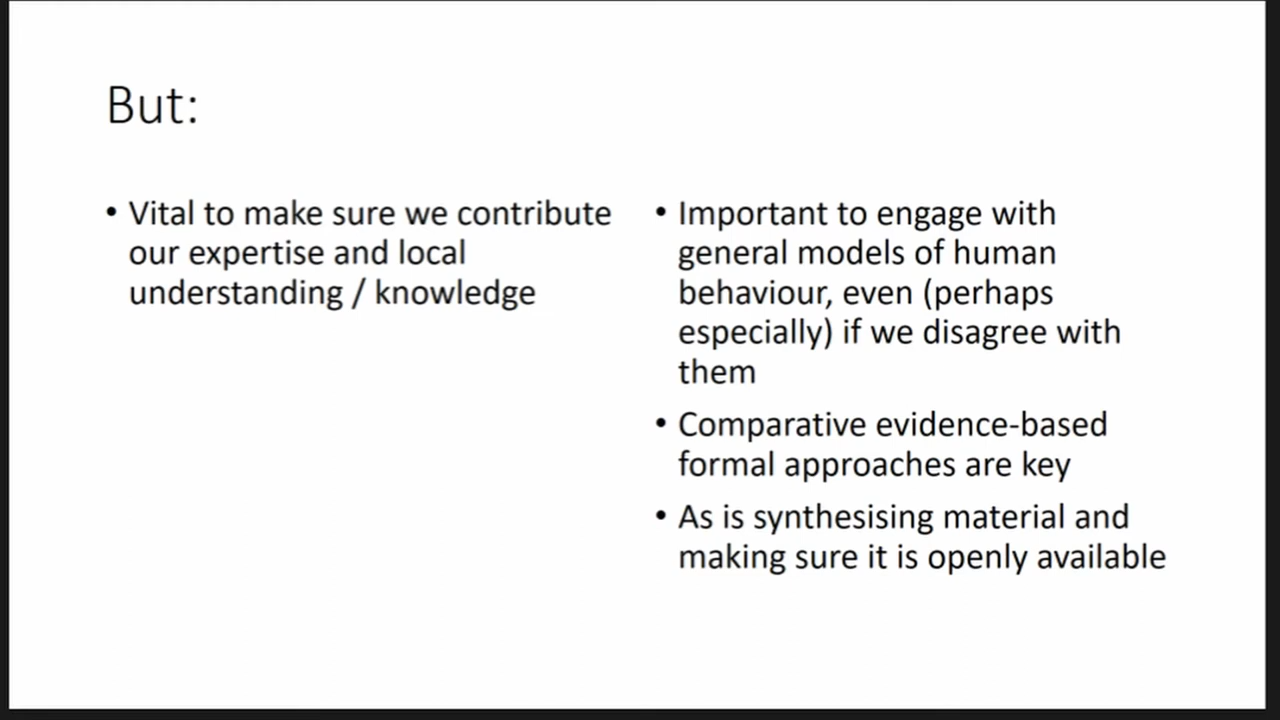 But:
• Vital to make sure we contribute
our expertise and local
understanding / knowledge
• Important to engage with
general models of human
behaviour, even (perhaps
especially) if we disagree with
them
• Comparative evidence-based
formal approaches are key
• As is synthesising material and
making sure it is openly available